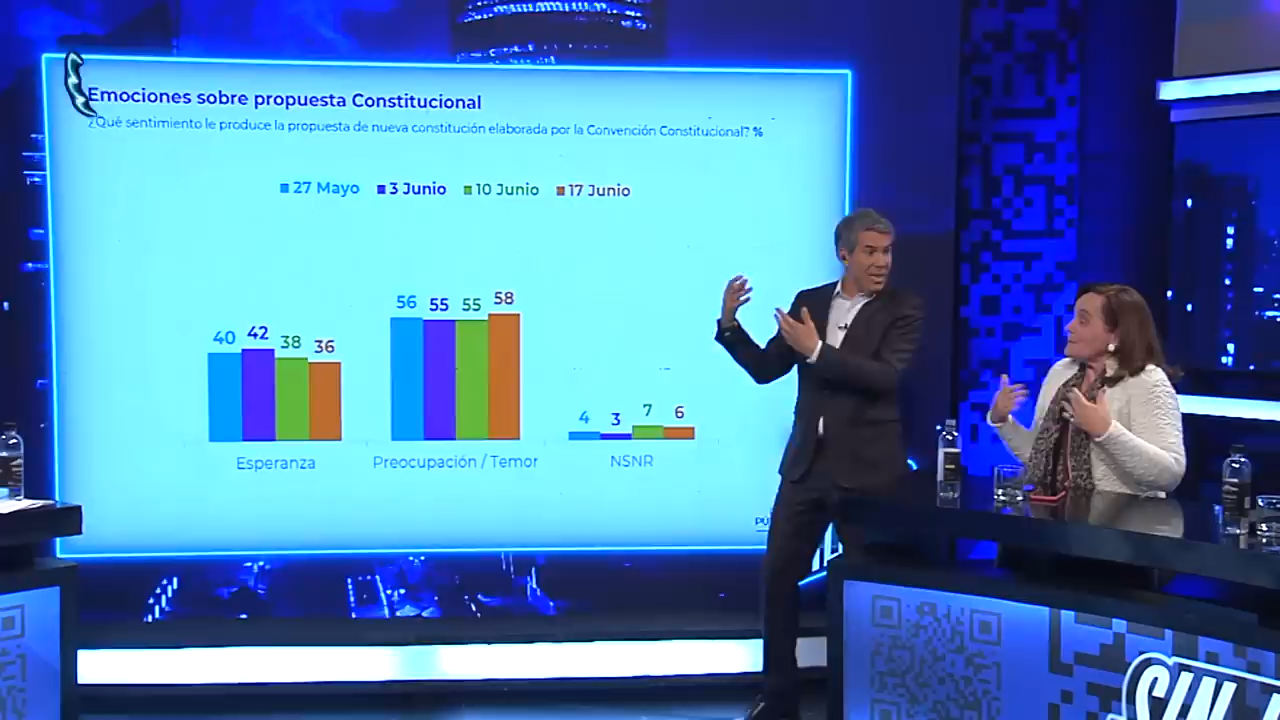 Emociones sobre propuesta Constitucional
¿Qué sentimiento le produce la propuesta de nueva constitución elaborada por la Convención Constitucional? %
27 Mayo 3 Junio 10 Junio 17 Junio
40 42 38 36 56 55 55 58 4 3 7 6
Esperanza Preocupación / Temor NSNR
SIN